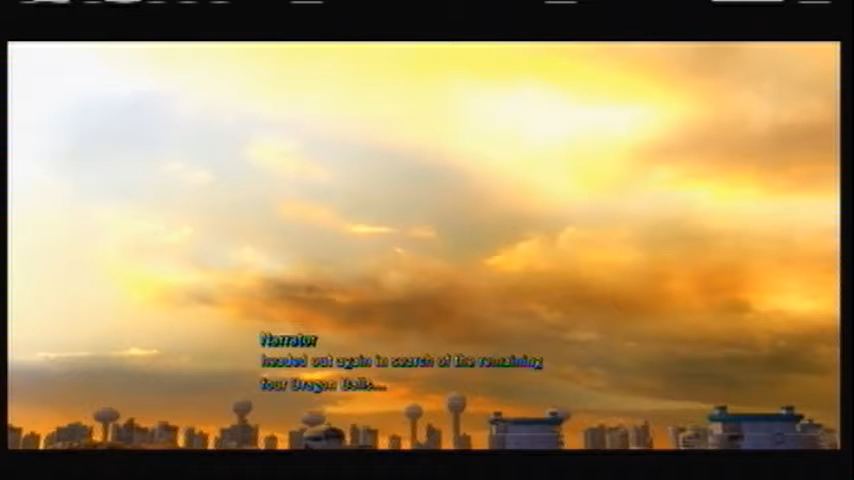 Narrator
headed out again in search of the remaining
four Dragon Balls...